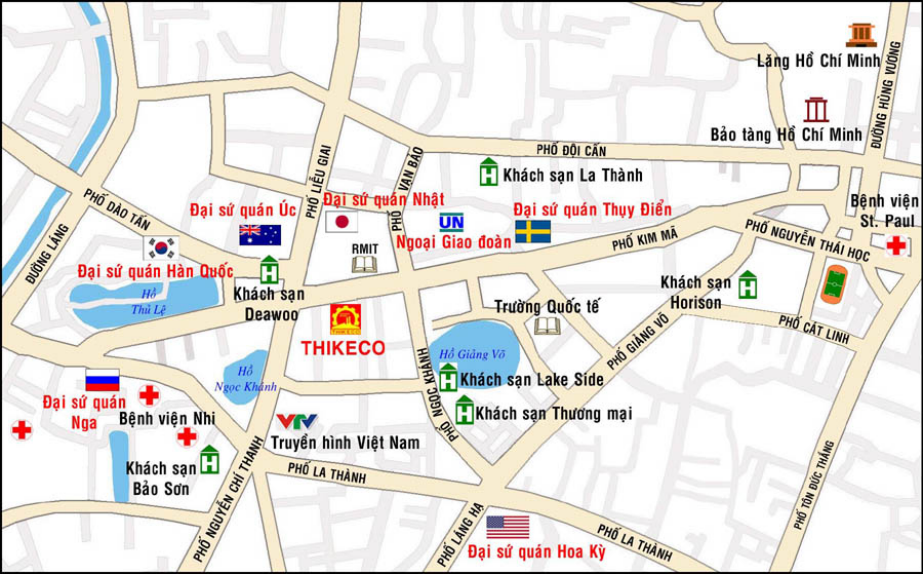 Lăng Hồ Chí Minh
ĐƯỜNG HÙNG VƯƠNG
Bảo tàng Hồ Chí Minh
PHỐ ĐỘI CẤN
PHỐ LIỄU GIAI
PHỐ VẠN BẢO
Khách sạn La Thành
PHỐ ĐÀO TẤN
Đại sứ quán Úc
Đại sứ quán Nhật
UN
Ngoại Giao đoàn
Đại sứ quán Thụy Điển
Bệnh viện
St. Paul
PHỐ KIM MÃ
PHỐ NGUYỄN THÁI HỌC
ĐƯỜNG LÁNG
Đại sứ quán Hàn Quốc
RMIT
Khách sạn
Deawoo
Hồ
Thủ Lệ
Khách sạn
Horison
Trường Quốc tế
THIKECO
THIKECO
PHỐ GIẢNG VÕ
PHỐ CÁT LINH
Hồ
Ngọc Khánh
Hồ Giảng Võ
PHỐ NGỌC KHÁNH
Khách sạn Lake Side
Khách sạn Thương mại
Đại sứ quán
Nga
Bệnh viện Nhi
VTV
Truyền hình Việt Nam
Khách sạn
Bảo Sơn
PHỐ NGUYỄN CHÍ THANH
PHỐ LA THÀNH
PHỐ LÁNG HẠ
Đại sứ quán Hoa Kỳ
PHỐ LA THÀNH
PHỐ TÔN ĐỨC THẮNG